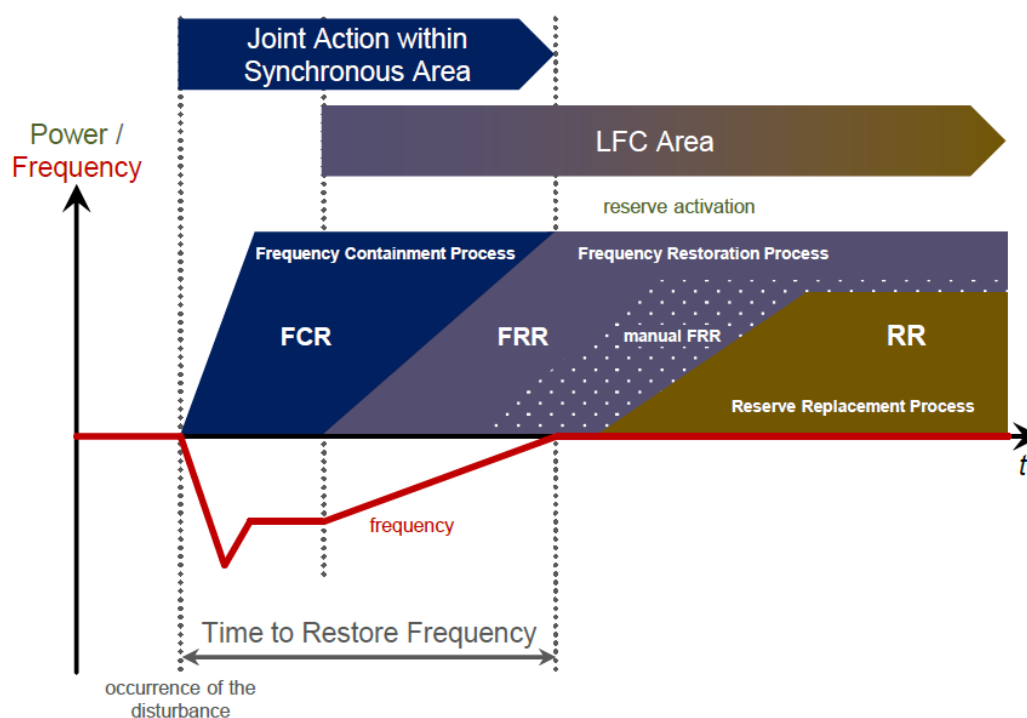 Joint Action within
Synchronous Area
LFC Area
Power /
Frequency
reserve activation
Frequency Containment Process
Frequency Restoration Process
FCR
FRR
manual FRR
RR
Reserve Replacement Process
t
frequency
Time to Restore Frequency
occurrence of the
disturbance